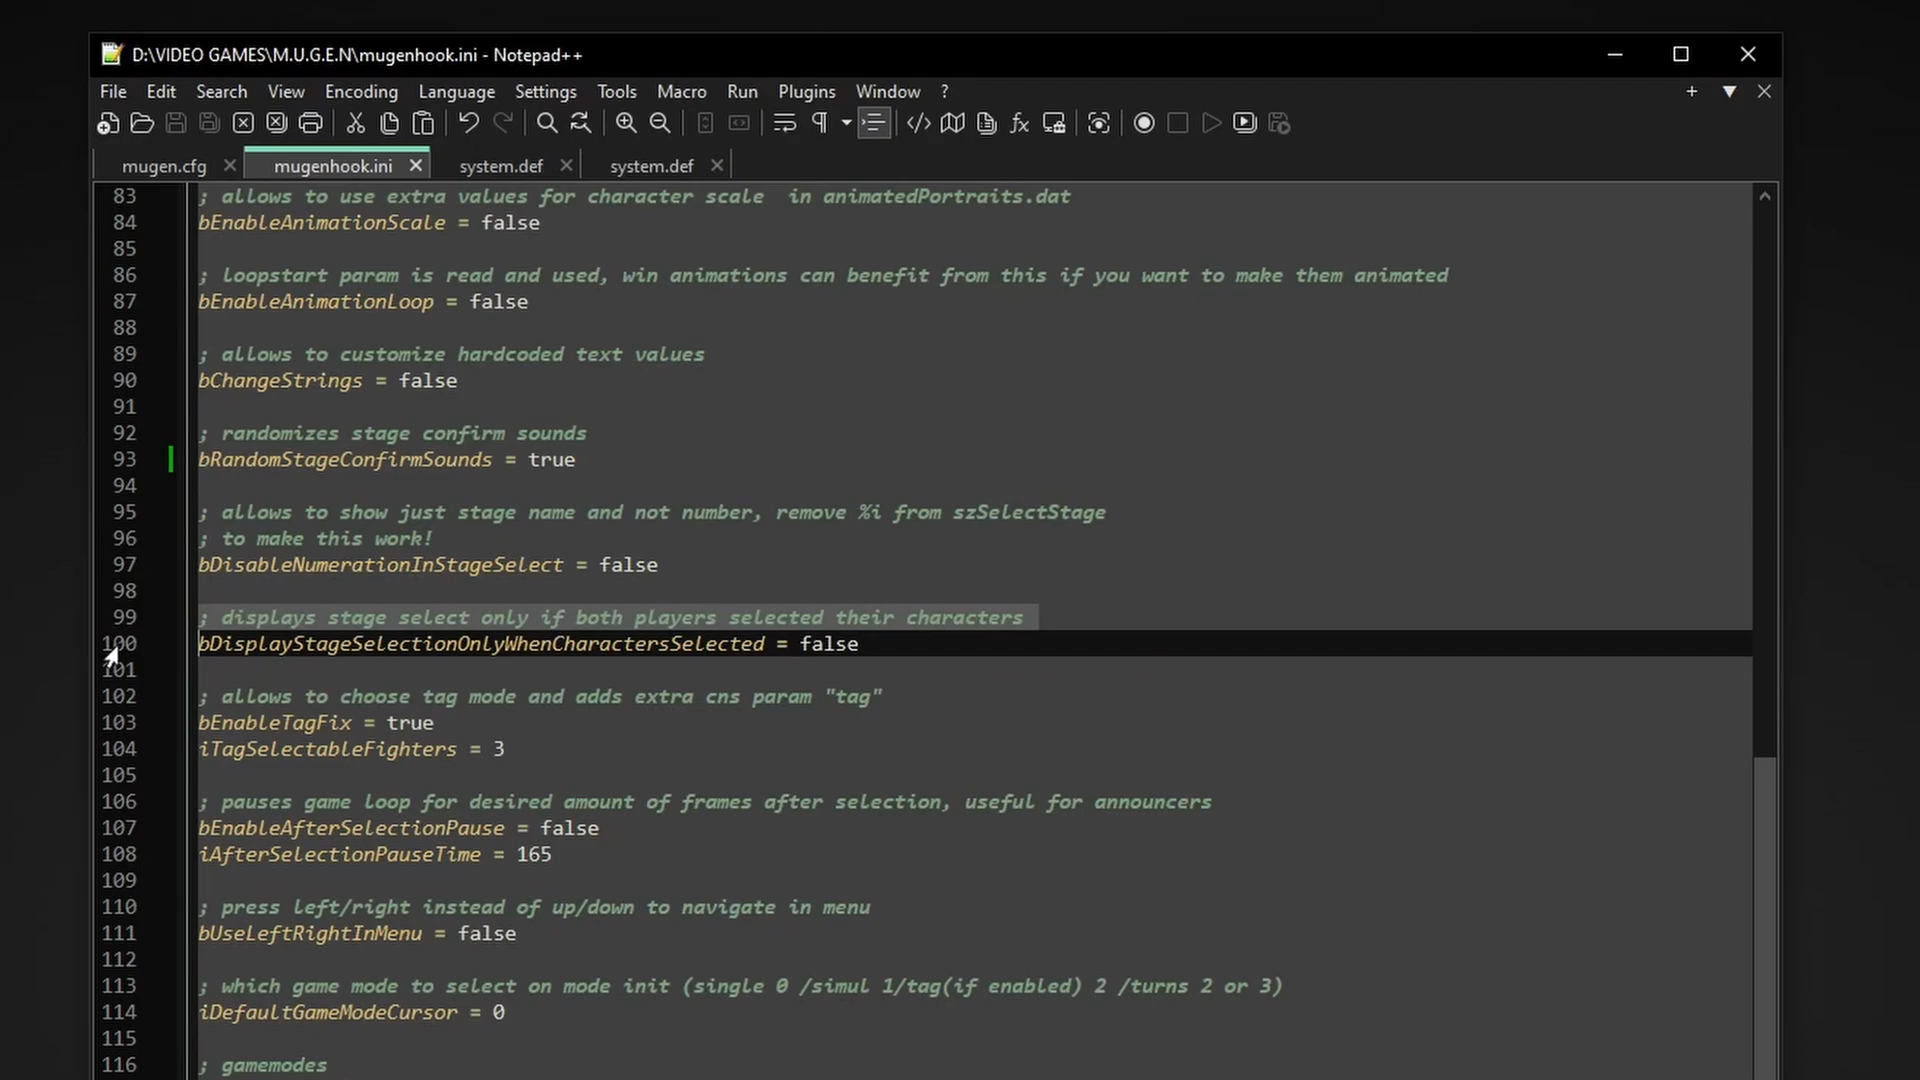 D:\VIDEO GAMES\M.U.G.E.N\mugenhook.ini - Notepad++
File Edit Search View Encoding Language Settings Tools Macro Run Plugins Window ?
mugen.cfg mugenhook.ini system.def system.def
83 ; allows to use extra values for character scale  in animatedPortraits.dat
84 bEnableAnimationScale = false
85
86 ; loopstart param is read and used, win animations can benefit from this if you want to make them animated
87 bEnableAnimationLoop = false
88
89 ; allows to customize hardcoded text values
90 bChangeStrings = false
91
92 ; randomizes stage confirm sounds
93 bRandomStageConfirmSounds = true
94
95 ; allows to show just stage name and not number, remove %i from szSelectStage
96 ; to make this work!
97 bDisableNumerationInStageSelect = false
98
99 ; displays stage select only if both players selected their characters
100 bDisplayStageSelectionOnlyWhenCharactersSelected = false
101
102 ; allows to choose tag mode and adds extra cns param "tag"
103 bEnableTagFix = true
104 iTagSelectableFighters = 3
105
106 ; pauses game loop for desired amount of frames after selection, useful for announcers
107 bEnableAfterSelectionPause = false
108 iAfterSelectionPauseTime = 165
109
110 ; press left/right instead of up/down to navigate in menu
111 bUseLeftRightInMenu = false
112
113 ; which game mode to select on mode init (single 0 /simul 1/tag(if enabled) 2 /turns 2 or 3)
114 iDefaultGameModeCursor = 0
115
116 ; gamemodes